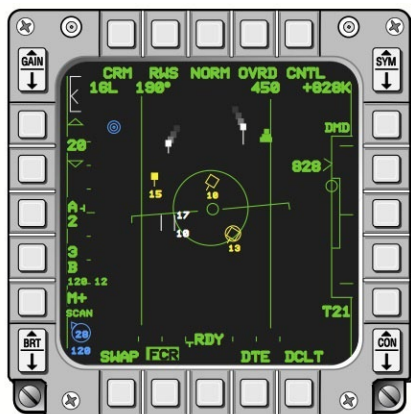 GAIN
SYM
CRM RWS NORM OVRD CNTL
16L 180° 450 +828K
DMD
20
828
15
10
A
2
17
10
13
3
B
120.12
M+
SCAN
T21
20
120
BRT
CON
RDY
SWAP FCR DTE DCLT